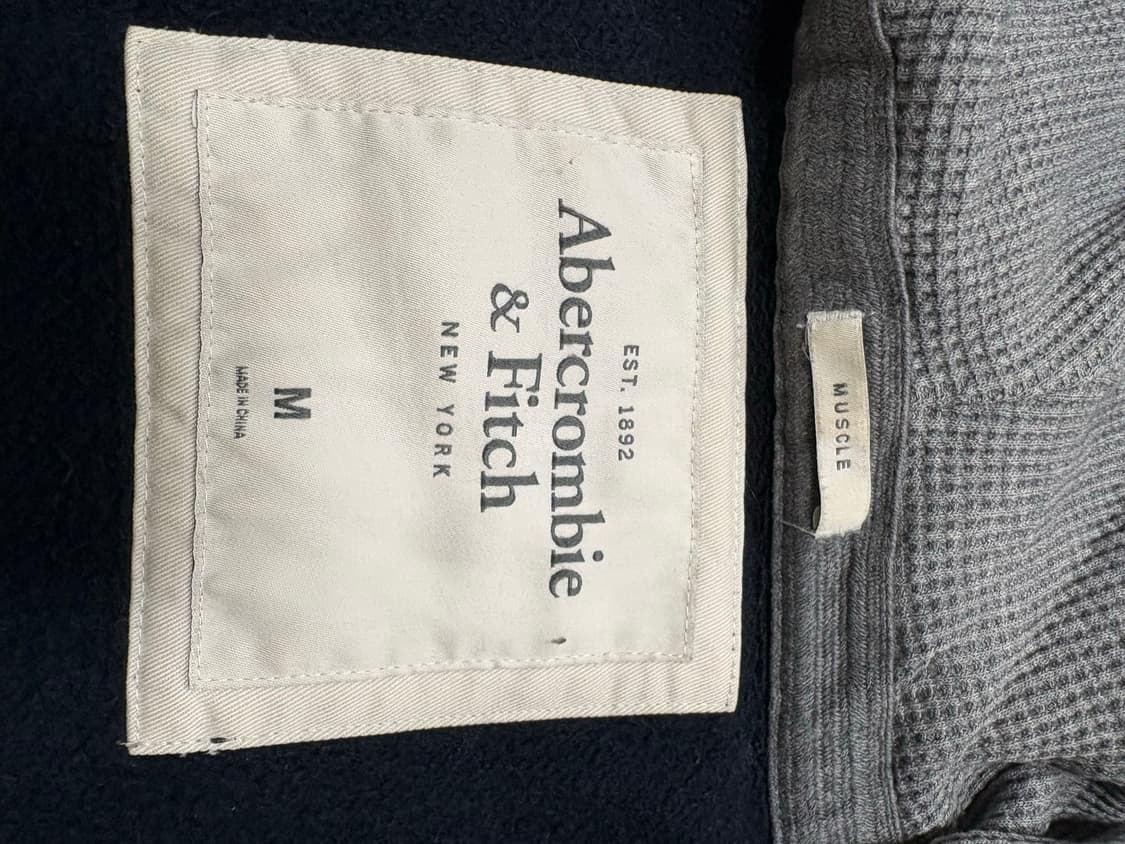 MUSCLE
EST. 1892
Abercrombie
& Fitch
NEW YORK
M
MADE IN CHINA